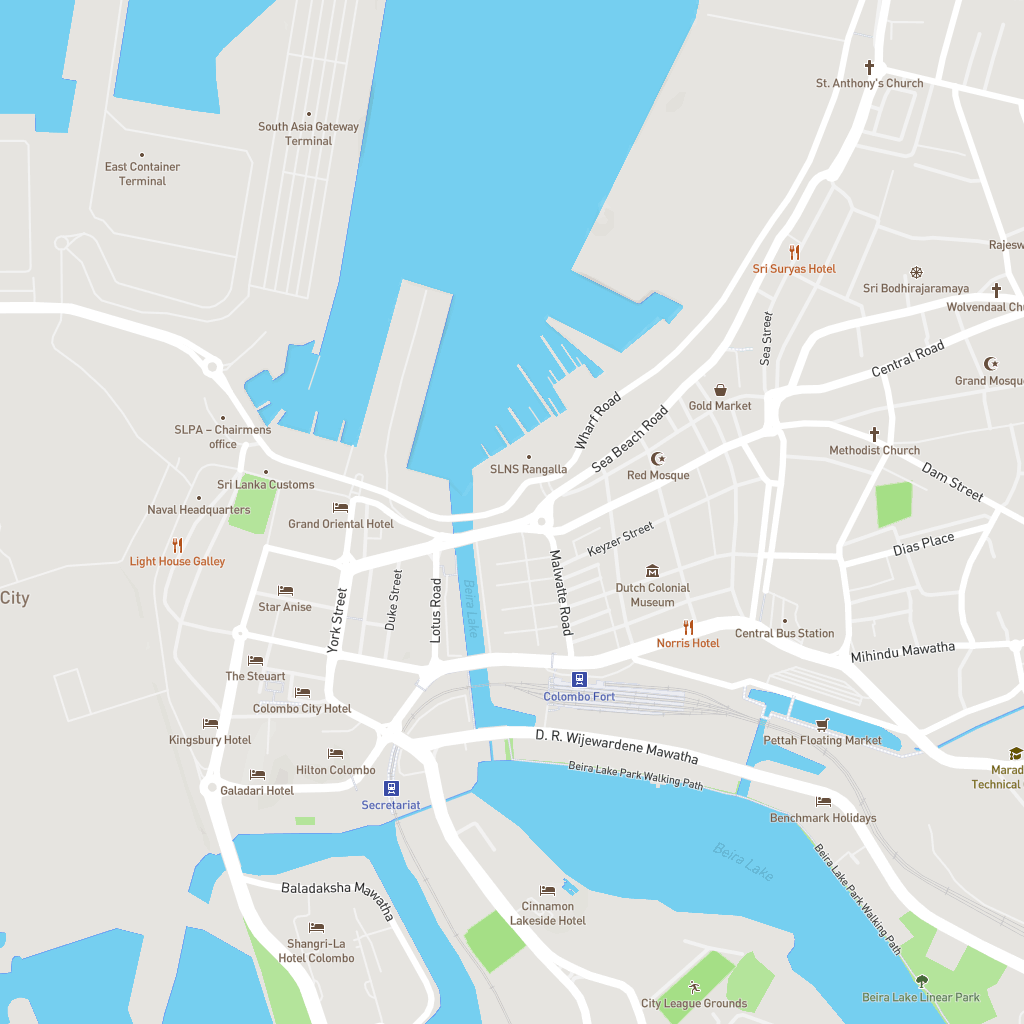 St. Anthony's Church
South Asia Gateway
Terminal
East Container
Terminal
Rajesw
Sri Suryas Hotel
Sri Bodhirajaramaya
Wolvendaal Chu
Sea Street
Central Road
Grand Mosque
Gold Market
Wharf Road
Sea Beach Road
SLPA – Chairmens
office
Methodist Church
SLNS Rangalla
Red Mosque
Sri Lanka Customs
Dam Street
Naval Headquarters
Grand Oriental Hotel
Keyzer Street
Dias Place
Light House Galley
Malwatte Road
Dutch Colonial
Museum
City
Star Anise
York Street
Duke Street
Lotus Road
Beira Lake
Norris Hotel
Central Bus Station
Mihindu Mawatha
The Steuart
Colombo Fort
Colombo City Hotel
Kingsbury Hotel
D. R. Wijewardene Mawatha
Pettah Floating Market
Hilton Colombo
Beira Lake Park Walking Path
Galadari Hotel
Marad
Technical
Secretariat
Benchmark Holidays
Beira Lake
Beira Lake Park Walking Path
Baladaksha Mawatha
Cinnamon
Lakeside Hotel
Shangri-La
Hotel Colombo
City League Grounds
Beira Lake Linear Park